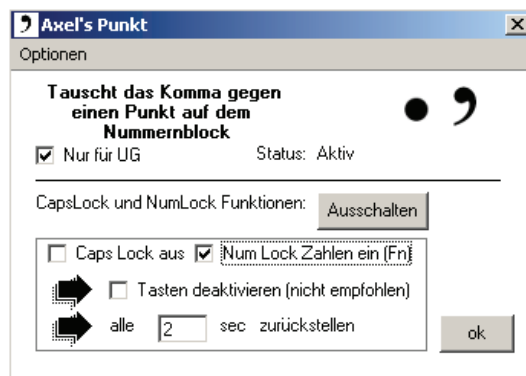 Axel's Punkt
Optionen
Tauscht das Komma gegen
einen Punkt auf dem
Nummernblock
Nur für UG Status: Aktiv
CapsLock und NumLock Funktionen: Ausschalten
Caps Lock aus Num Lock Zahlen ein (Fn)
Tasten deaktivieren (nicht empfohlen)
alle 2 sec zurückstellen
ok